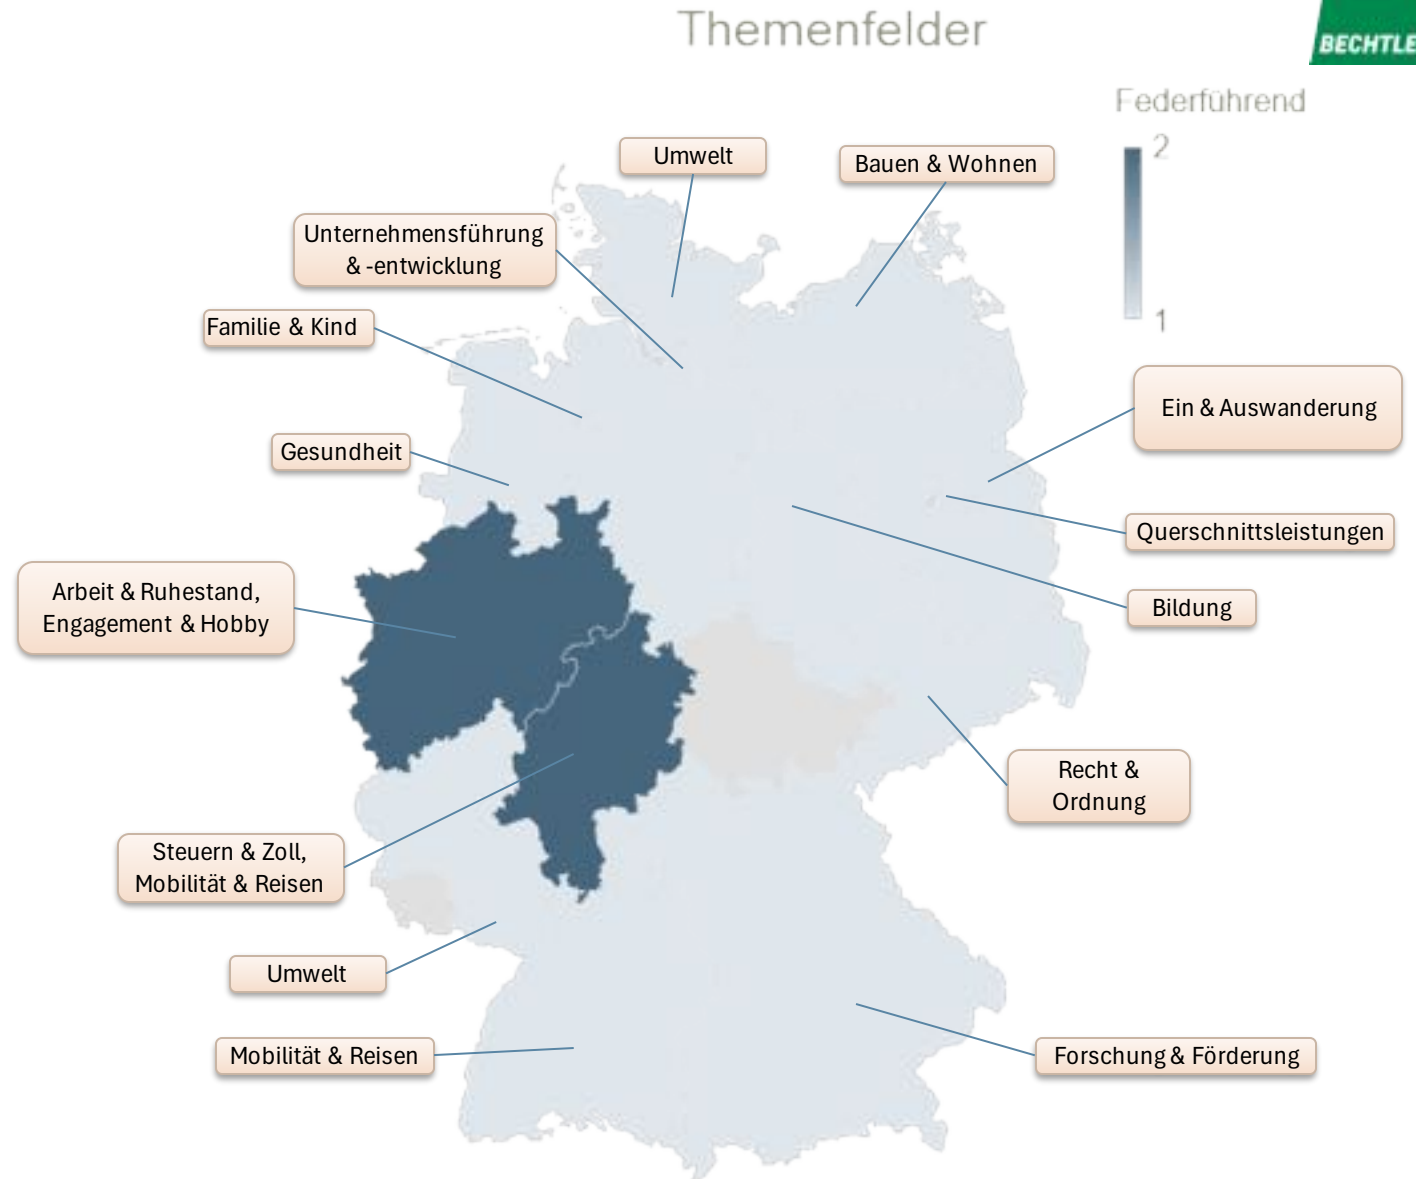 Themenfelder
BECHTLE
Federführend
2
1
Umwelt
Bauen & Wohnen
Unternehmensführung
& -entwicklung
Familie & Kind
Ein & Auswanderung
Gesundheit
Querschnittsleistungen
Arbeit & Ruhestand,
Engagement & Hobby
Bildung
Recht &
Ordnung
Steuern & Zoll,
Mobilität & Reisen
Umwelt
Mobilität & Reisen
Forschung & Förderung